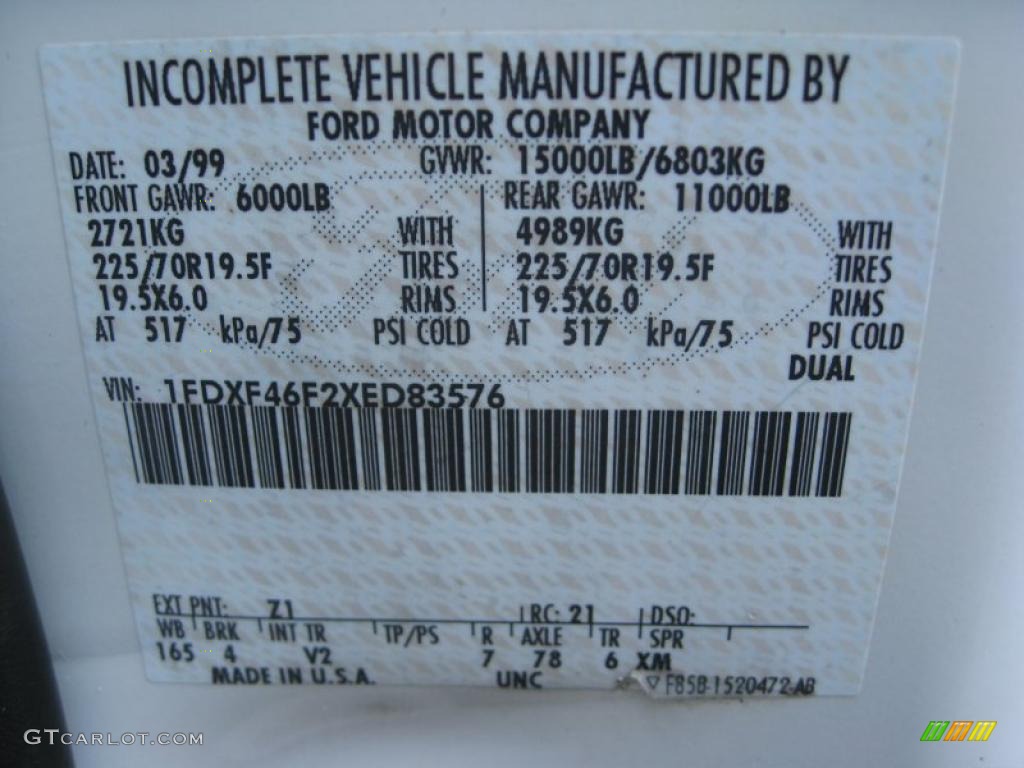 INCOMPLETE VEHICLE MANUFACTURED BY
FORD MOTOR COMPANY
DATE: 03/99 GVWR: 15000LB/6803KG
FRONT GAWR: 6000LB REAR GAWR: 11000LB
2721KG WITH 4989KG WITH
225/70R19.5F TIRES 225/70R19.5F TIRES
19.5X6.0 RIMS 19.5X6.0 RIMS
AT 517 kPa/75 PSI COLD AT 517 kPa/75 PSI COLD
DUAL
VIN: 1FDXF46F2XED83576
EXT PNT: Z1 RC: 21 DSO:
WB BRK INT TR TP/PS R AXLE TR SPR
165 4 V2 7 78 6 XM
MADE IN U.S.A. UNC F85B-1520472-AB
GTCARLOT.COM